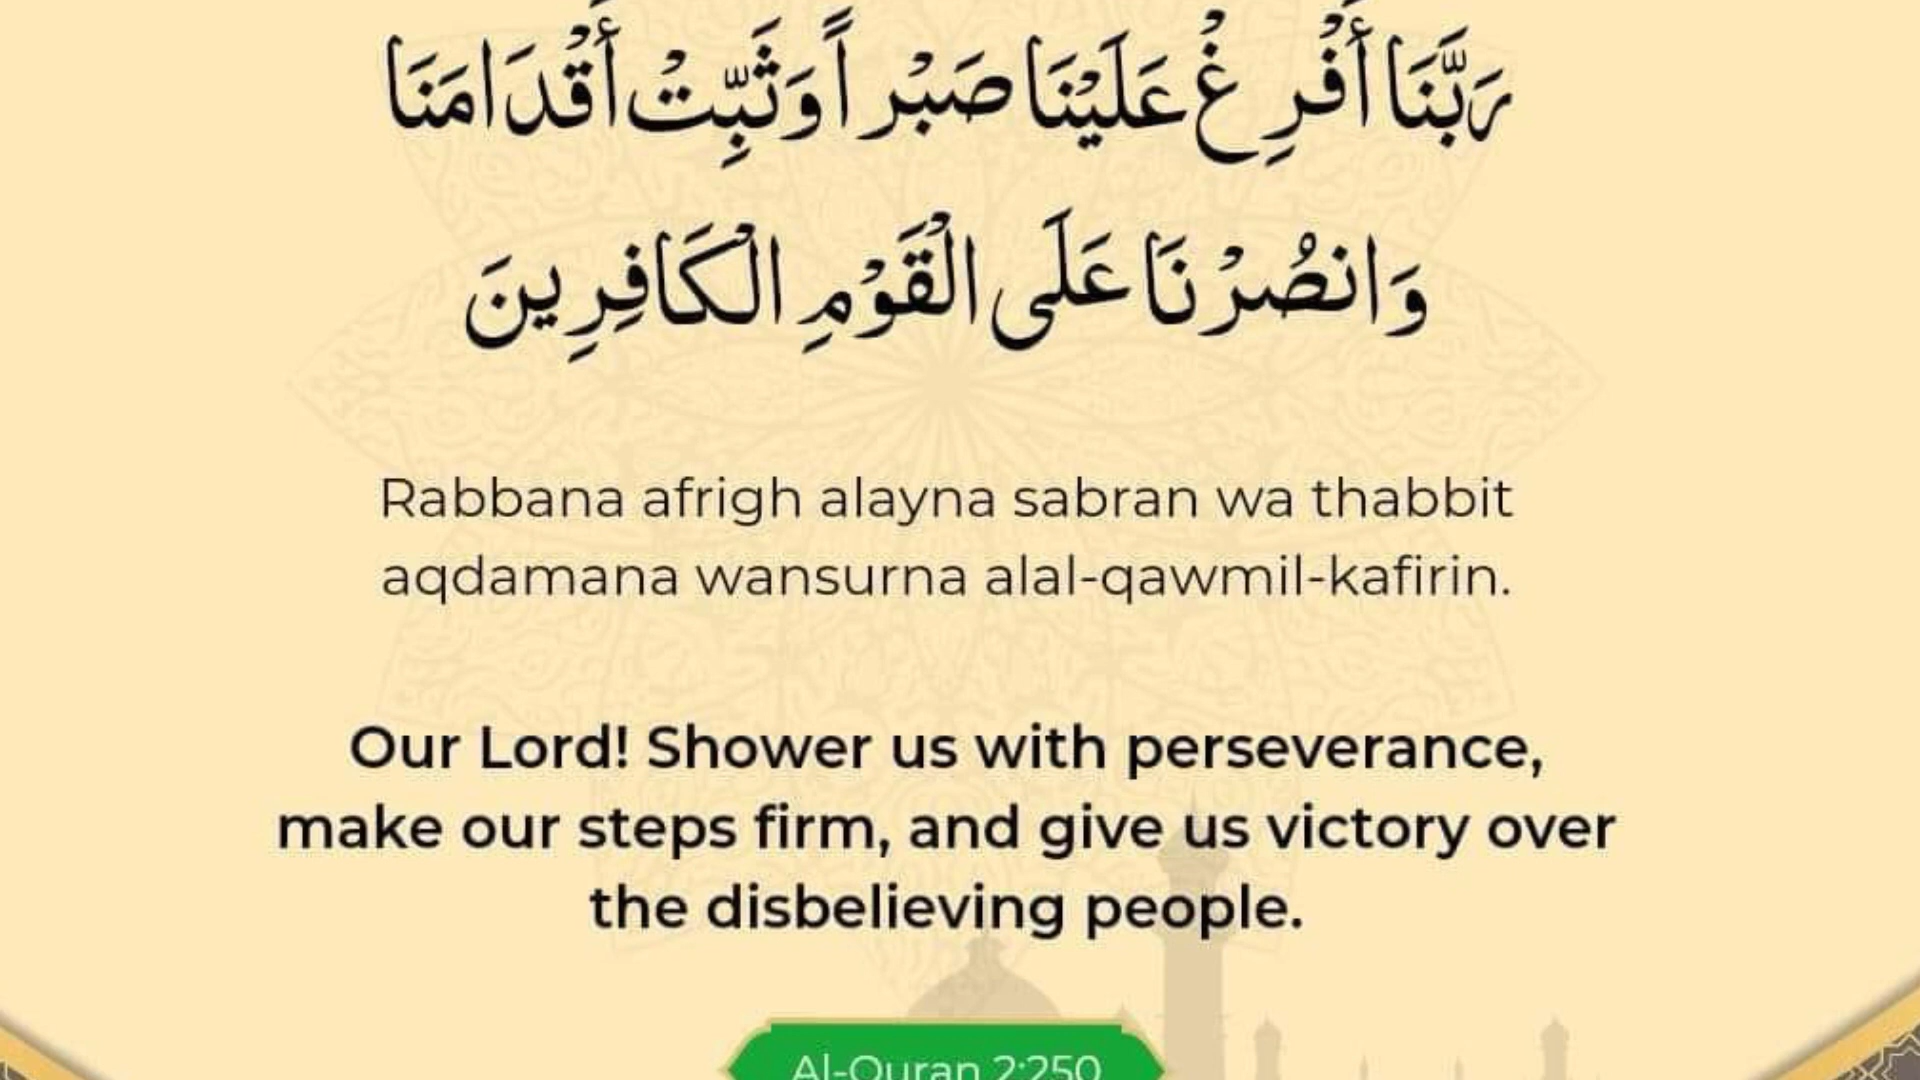 رَبَّنَا أَفْرِغْ عَلَيْنَا صَبْراً وَثَبِّتْ أَقْدَامَنَا
وَانصُرْنَا عَلَى الْقَوْمِ الْكَافِرِينَ
Rabbana afrigh alayna sabran wa thabbit
aqdamana wansurna alal-qawmil-kafirin.
Our Lord! Shower us with perseverance,
make our steps firm, and give us victory over
the disbelieving people.
Al-Quran 2:250